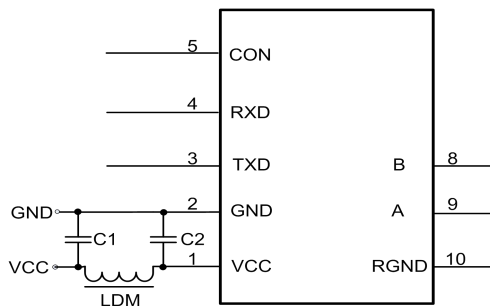 5 CON
4 RXD
3 TXD B 8
GND 2 GND A 9
C1 C2
VCC 1 VCC RGND 10
LDM